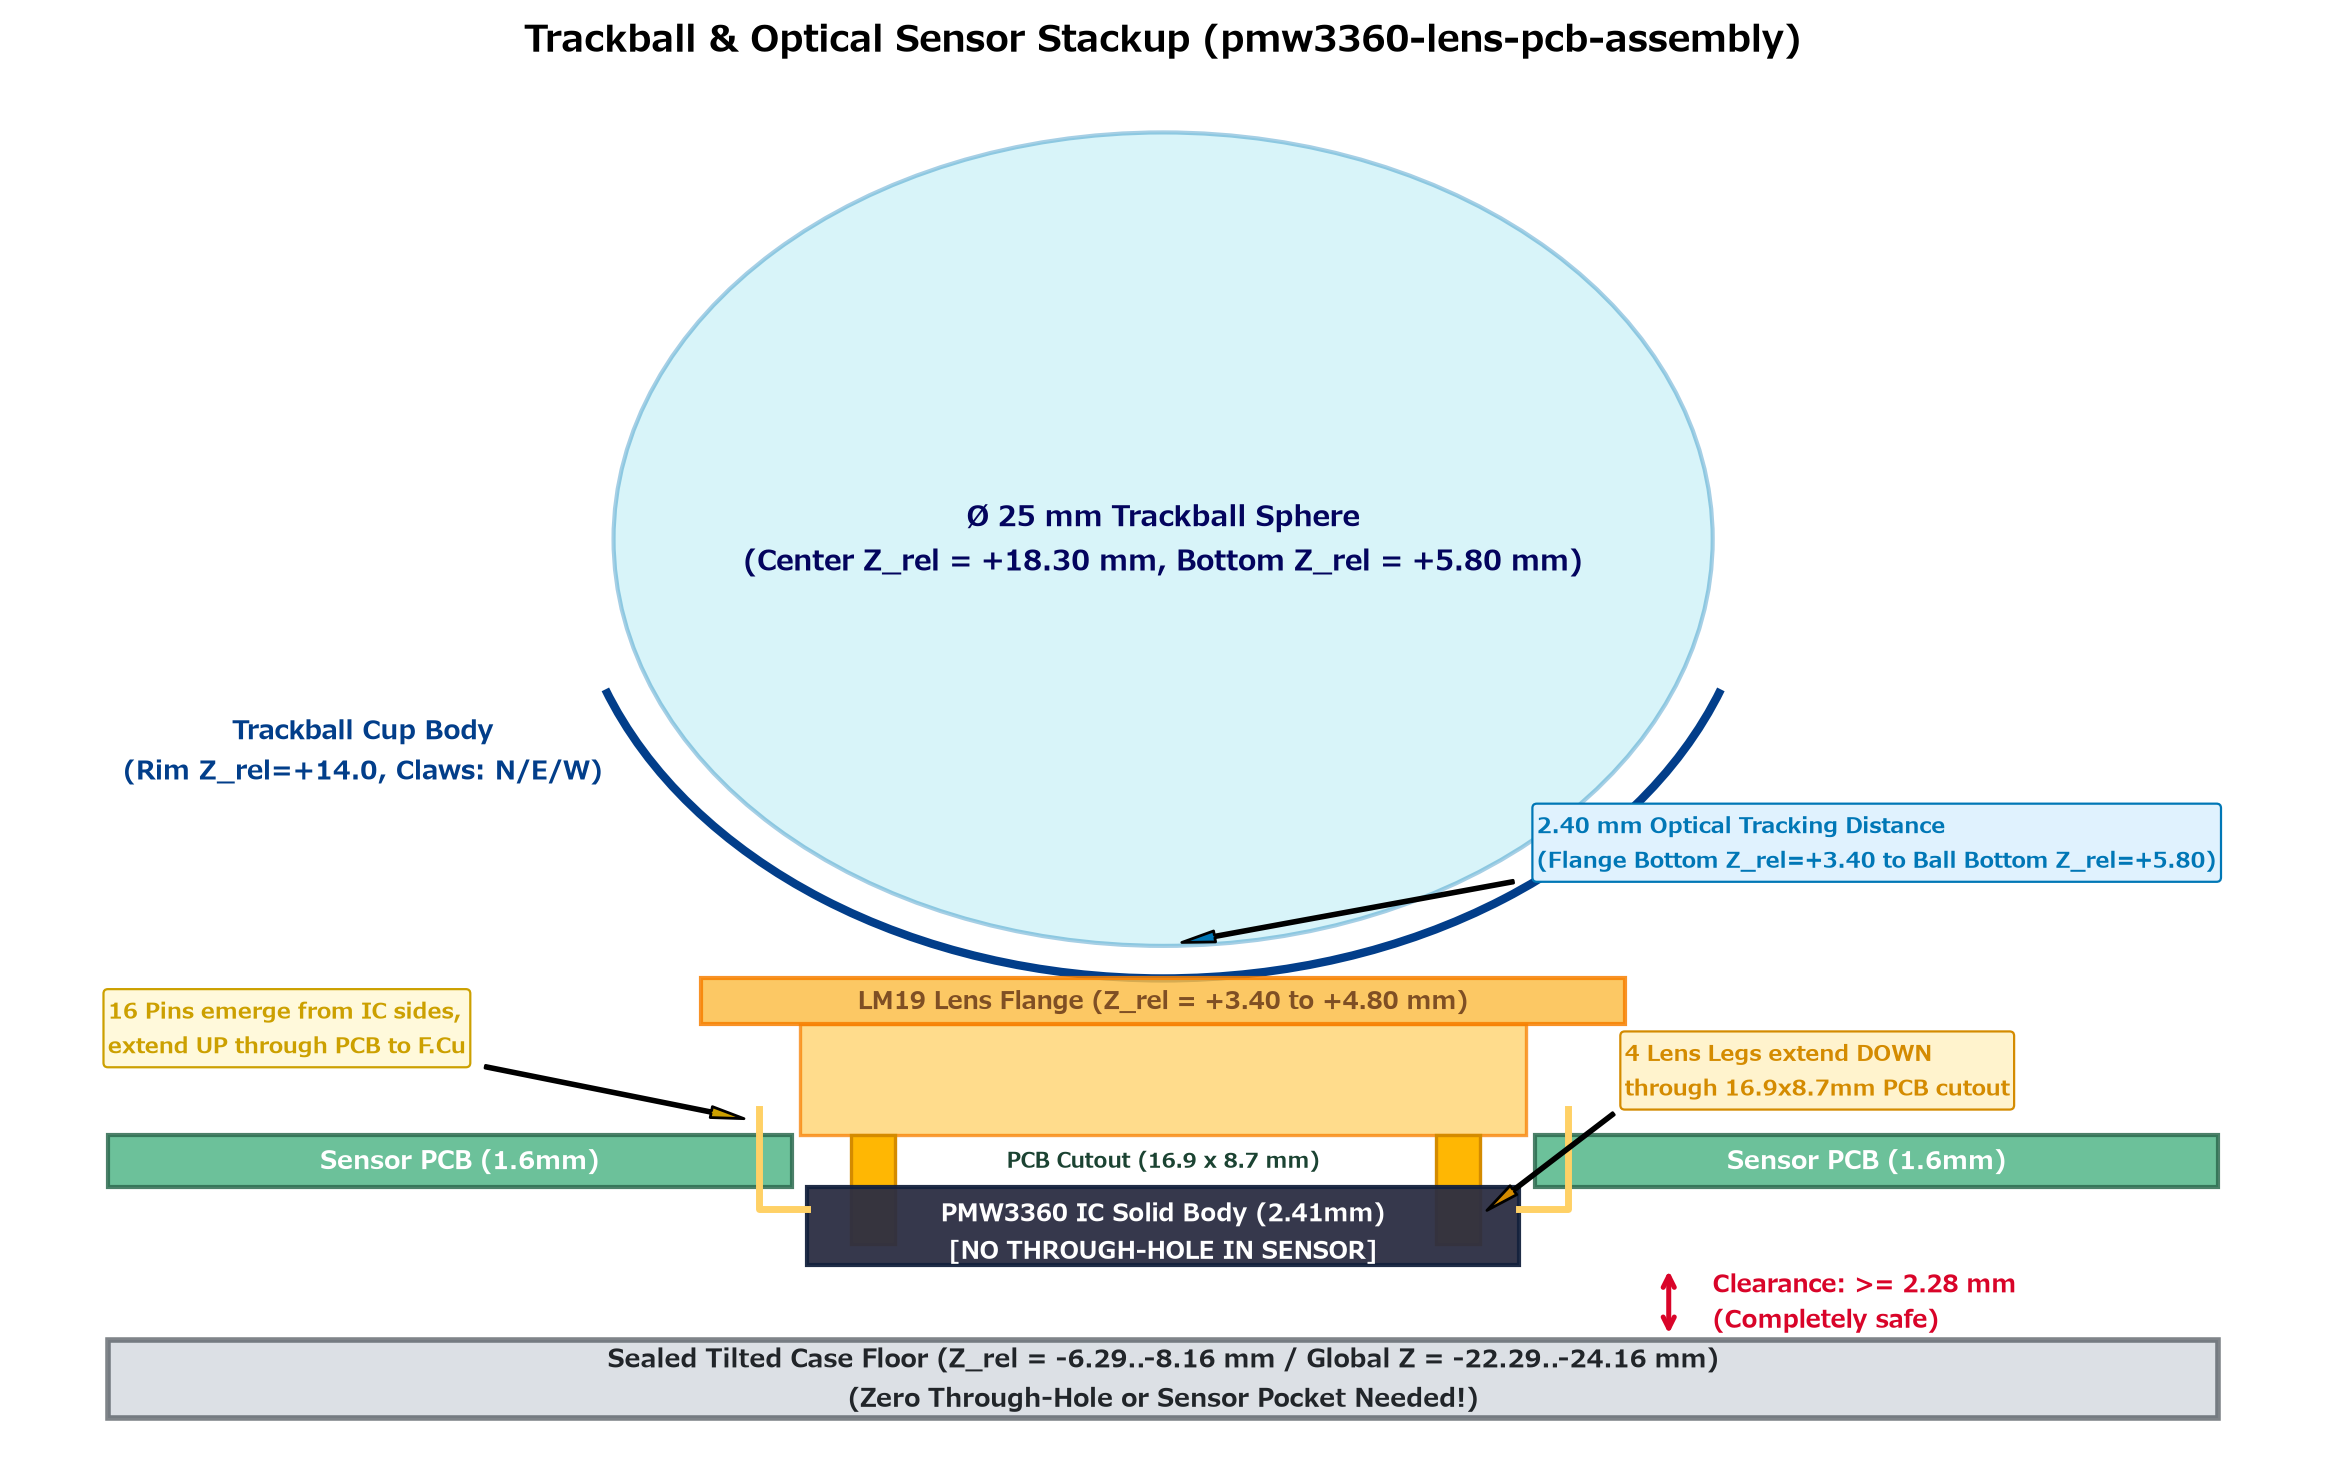 Trackball & Optical Sensor Stackup (pmw3360-lens-pcb-assembly)
Ø 25 mm Trackball Sphere
(Center Z_rel = +18.30 mm, Bottom Z_rel = +5.80 mm)
Trackball Cup Body
(Rim Z_rel=+14.0, Claws: N/E/W)
2.40 mm Optical Tracking Distance
(Flange Bottom Z_rel=+3.40 to Ball Bottom Z_rel=+5.80)
LM19 Lens Flange (Z_rel = +3.40 to +4.80 mm)
16 Pins emerge from IC sides,
extend UP through PCB to F.Cu
4 Lens Legs extend DOWN
through 16.9x8.7mm PCB cutout
Sensor PCB (1.6mm)
PCB Cutout (16.9 x 8.7 mm)
Sensor PCB (1.6mm)
PMW3360 IC Solid Body (2.41mm)
[NO THROUGH-HOLE IN SENSOR]
Clearance: >= 2.28 mm
(Completely safe)
Sealed Tilted Case Floor (Z_rel = -6.29..-8.16 mm / Global Z = -22.29..-24.16 mm)
(Zero Through-Hole or Sensor Pocket Needed!)